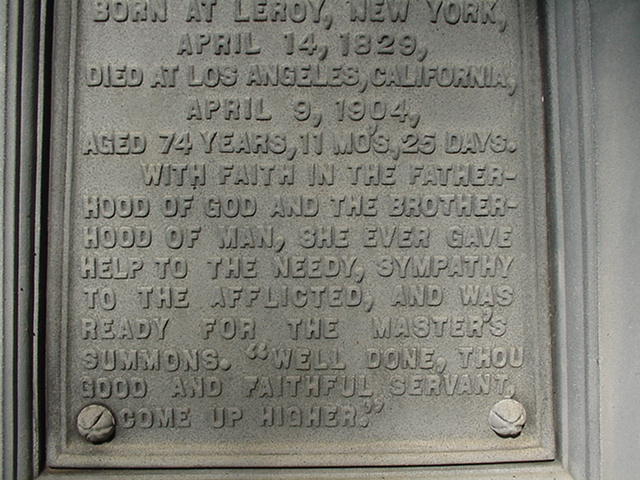 BORN AT LEROY, NEW YORK,
APRIL 14, 1829,
DIED AT LOS ANGELES, CALIFORNIA,
APRIL 9, 1904,
AGED 74 YEARS, 11 MO'S, 25 DAYS.
WITH FAITH IN THE FATHER-
HOOD OF GOD AND THE BROTHER-
HOOD OF MAN, SHE EVER GAVE
HELP TO THE NEEDY, SYMPATHY
TO THE AFFLICTED, AND WAS
READY FOR THE MASTER'S
SUMMONS. "WELL DONE, THOU
GOOD AND FAITHFUL SERVANT,
COME UP HIGHER."